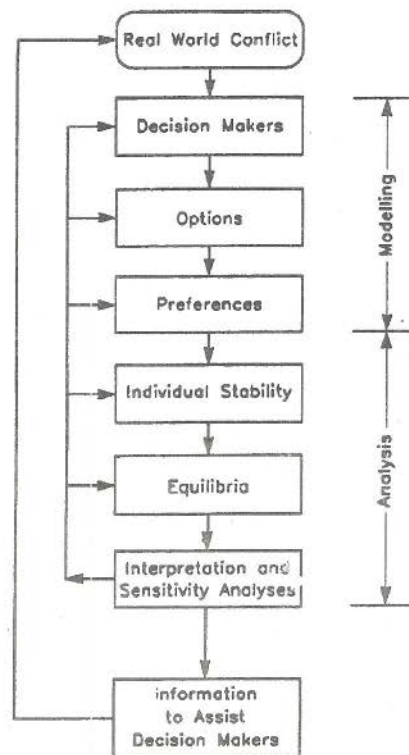 Real World Conflict
Decision Makers
Options
Preferences
Modelling
Individual Stability
Equilibria
Analysis
Interpretation and
Sensitivity Analyses
information
to Assist
Decision Makers